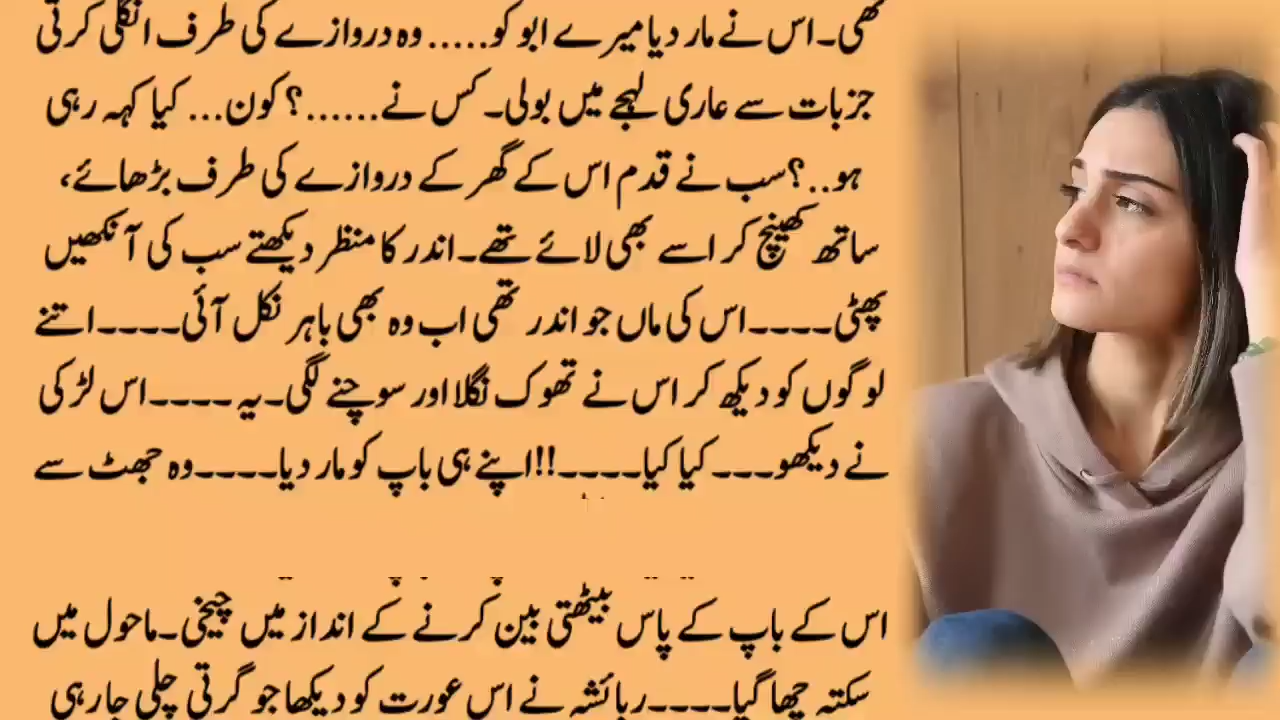 تھی۔اس نے مار دیا میرے ابو کو..... وہ دروازے کی طرف انگلی کرتی
جزبات سے عاری لہجے میں بولی۔ کس نے......؟ کون... کیا کہہ رہی
ہو..؟ سب نے قدم اس کے گھر کے دروازے کی طرف بڑھائے،
ساتھ کھینچ کر اسے بھی لائے تھے۔اندر کا منظر دیکھتے سب کی آنکھیں
پھٹی۔۔۔۔اس کی ماں جو اندر تھی اب وہ بھی باہر نکل آئی۔۔۔۔اتنے
لوگوں کو دیکھ کر اس نے تھوک نگلا اور سوچنے لگی۔یہ ۔۔۔۔اس لڑکی
نے دیکھو۔۔۔ کیا کیا۔۔۔۔!!اپنے ہی باپ کو مار دیا۔۔۔۔وہ جھٹ سے
اس کے باپ کے پاس بیٹھتی بین کرنے کے انداز میں چیخی۔ماحول میں
سکتہ چھا گیا۔۔۔۔ربائشہ نے اس عورت کو دیکھا جو گرتی چلی جا رہی